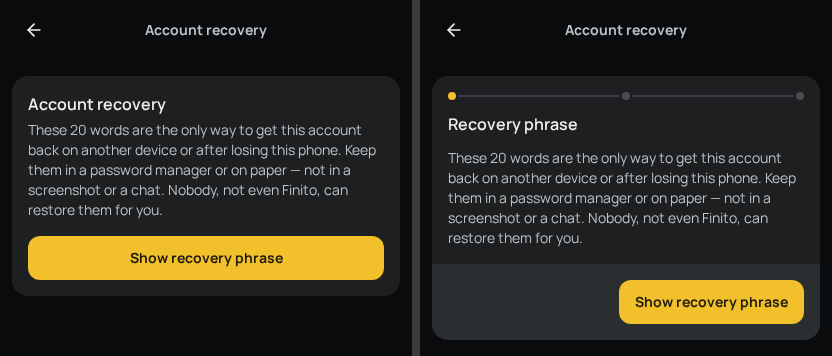 Account recovery
Account recovery
These 20 words are the only way to get this account
back on another device or after losing this phone. Keep
them in a password manager or on paper — not in a
screenshot or a chat. Nobody, not even Finito, can
restore them for you.
Show recovery phrase
Account recovery
Recovery phrase
These 20 words are the only way to get this account
back on another device or after losing this phone. Keep
them in a password manager or on paper — not in a
screenshot or a chat. Nobody, not even Finito, can
restore them for you.
Show recovery phrase